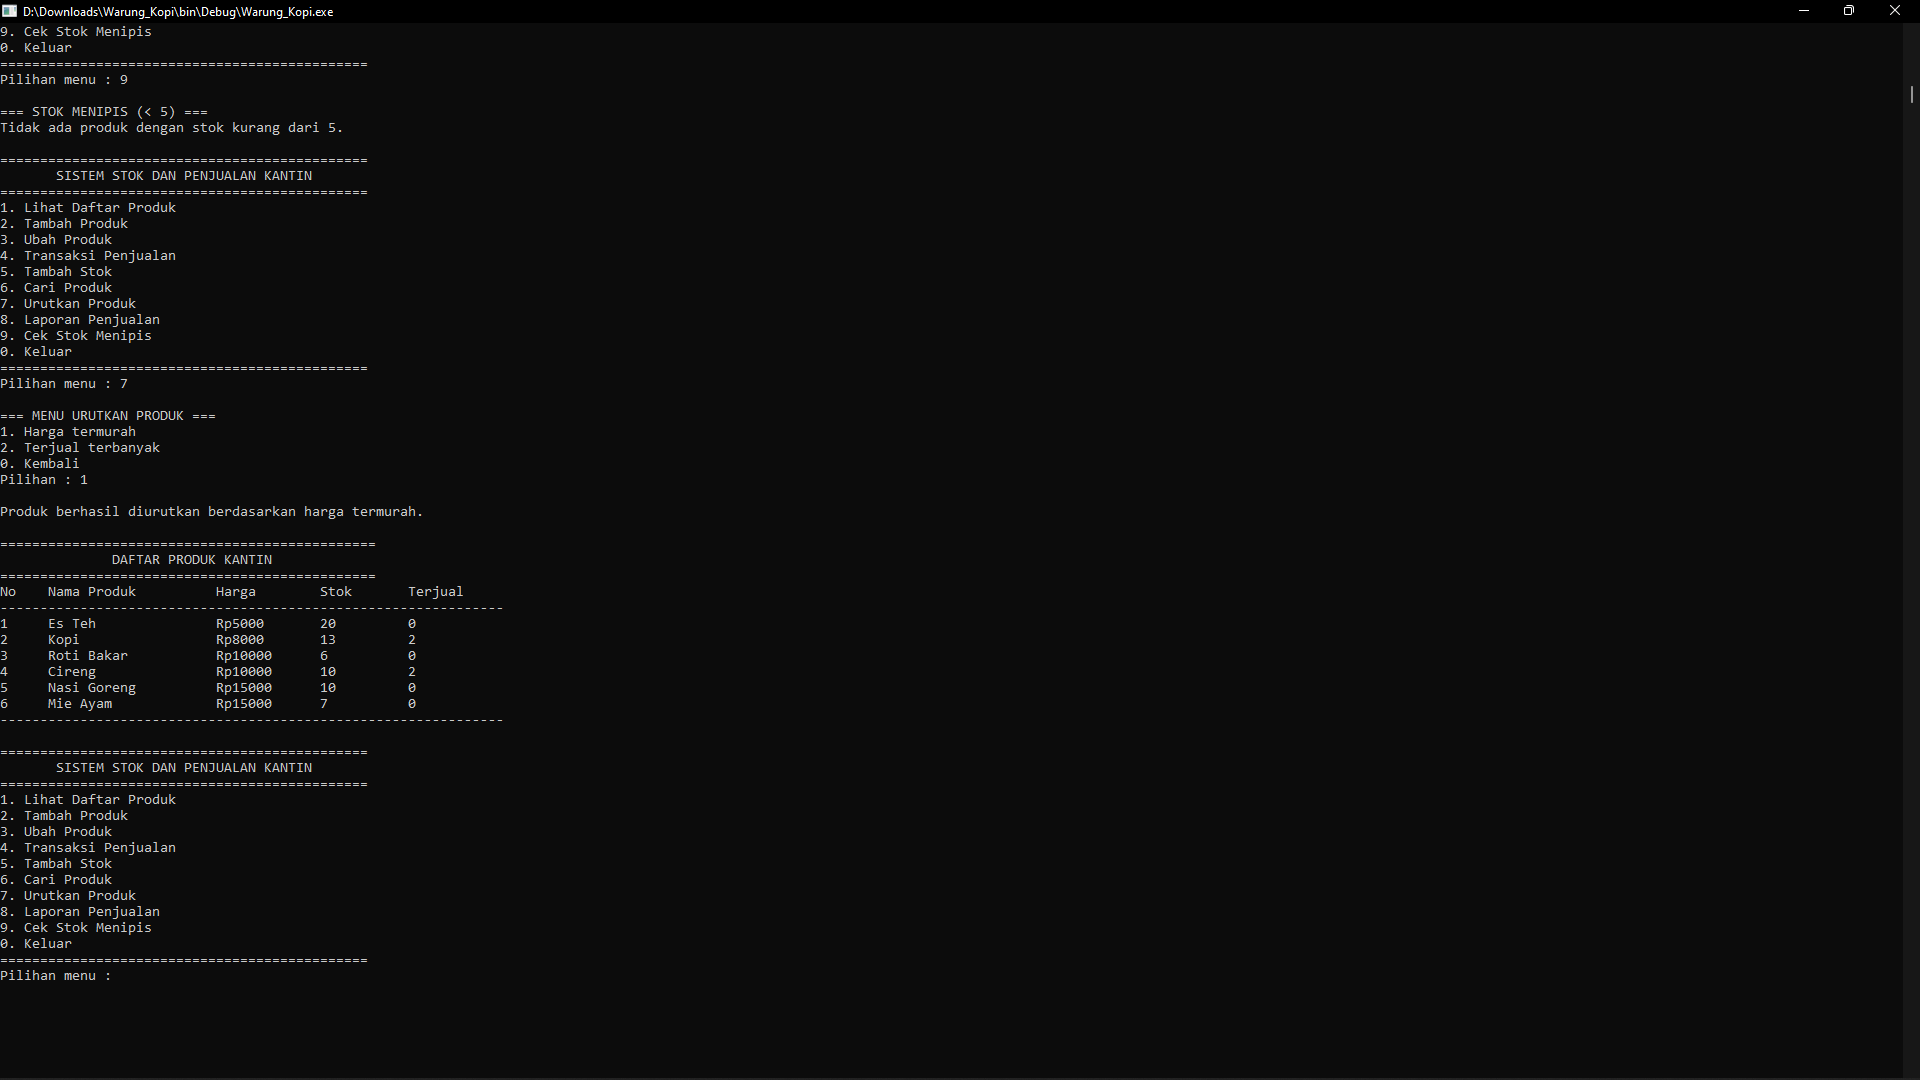 D:\Downloads\Warung_Kopi\bin\Debug\Warung_Kopi.exe
9. Cek Stok Menipis
0. Keluar
==============================================
Pilihan menu : 9

=== STOK MENIPIS (< 5) ===
Tidak ada produk dengan stok kurang dari 5.

==============================================
       SISTEM STOK DAN PENJUALAN KANTIN
==============================================
1. Lihat Daftar Produk
2. Tambah Produk
3. Ubah Produk
4. Transaksi Penjualan
5. Tambah Stok
6. Cari Produk
7. Urutkan Produk
8. Laporan Penjualan
9. Cek Stok Menipis
0. Keluar
==============================================
Pilihan menu : 7

=== MENU URUTKAN PRODUK ===
1. Harga termurah
2. Terjual terbanyak
0. Kembali
Pilihan : 1

Produk berhasil diurutkan berdasarkan harga termurah.

===============================================
              DAFTAR PRODUK KANTIN
===============================================
No    Nama Produk          Harga        Stok       Terjual
---------------------------------------------------------------
1     Es Teh               Rp5000       20         0
2     Kopi                 Rp8000       13         2
3     Roti Bakar           Rp10000      6          0
4     Cireng               Rp10000      10         2
5     Nasi Goreng          Rp15000      10         0
6     Mie Ayam             Rp15000      7          0
---------------------------------------------------------------

==============================================
       SISTEM STOK DAN PENJUALAN KANTIN
==============================================
1. Lihat Daftar Produk
2. Tambah Produk
3. Ubah Produk
4. Transaksi Penjualan
5. Tambah Stok
6. Cari Produk
7. Urutkan Produk
8. Laporan Penjualan
9. Cek Stok Menipis
0. Keluar
==============================================
Pilihan menu :